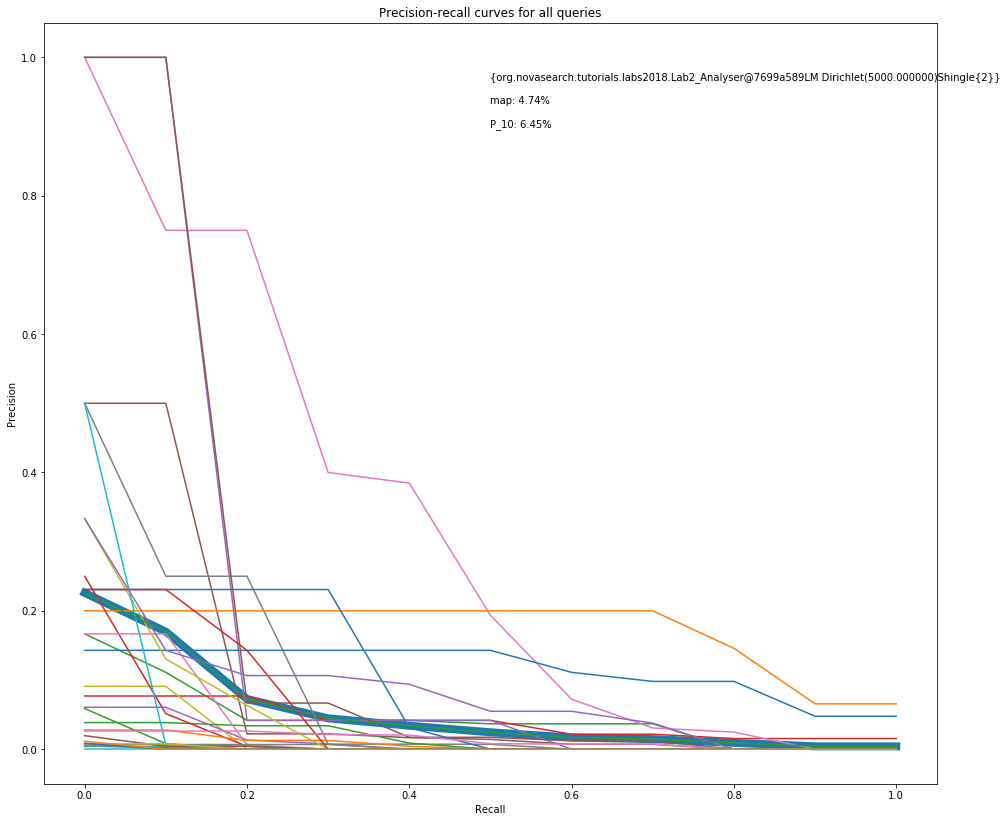 Precision-recall curves for all queries
{org.novasearch.tutorials.labs2018.Lab2_Analyser@7699a589LM Dirichlet(5000.000000)Shingle{2}}
map: 4.74%
P_10: 6.45%
Precision
1.0
0.8
0.6
0.4
0.2
0.0
0.0 0.2 0.4 0.6 0.8 1.0
Recall